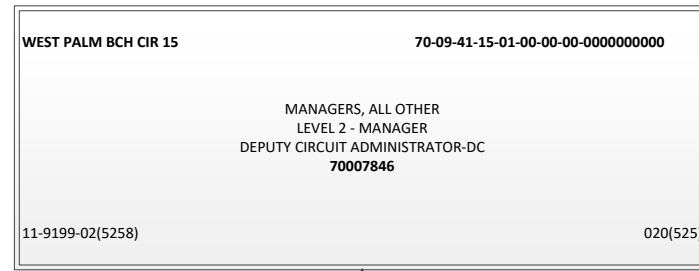 WEST PALM BCH CIR 15 70-09-41-15-01-00-00-00-0000000000
MANAGERS, ALL OTHER
LEVEL 2 - MANAGER
DEPUTY CIRCUIT ADMINISTRATOR-DC
70007846
11-9199-02(5258) 020(525)